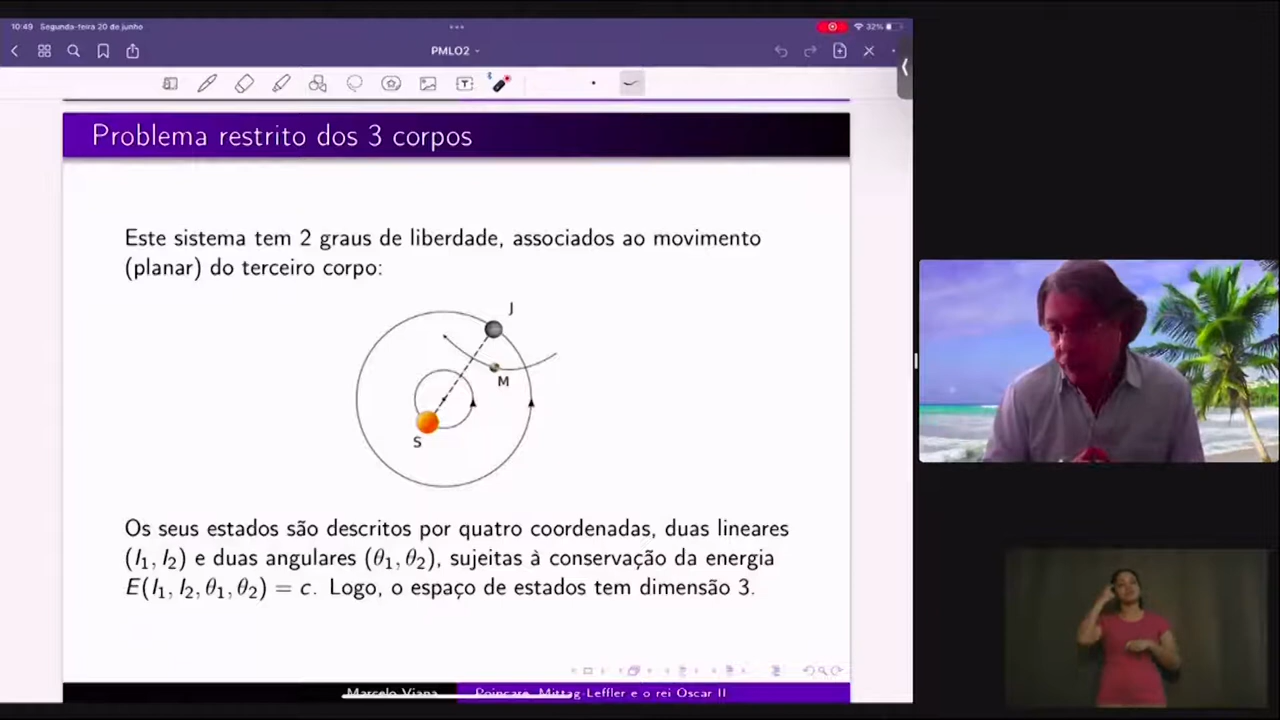 10:49 Segunda-feira 20 de junho
32%
PMLO2
Problema restrito dos 3 corpos
Este sistema tem 2 graus de liberdade, associados ao movimento
(planar) do terceiro corpo:
J
M
S
Os seus estados são descritos por quatro coordenadas, duas lineares
(I₁, I₂) e duas angulares (θ₁, θ₂), sujeitas à conservação da energia
E(I₁, I₂, θ₁, θ₂) = c. Logo, o espaço de estados tem dimensão 3.
Marcelo Viana Poincaré, Mittag-Leffler e o rei Oscar II